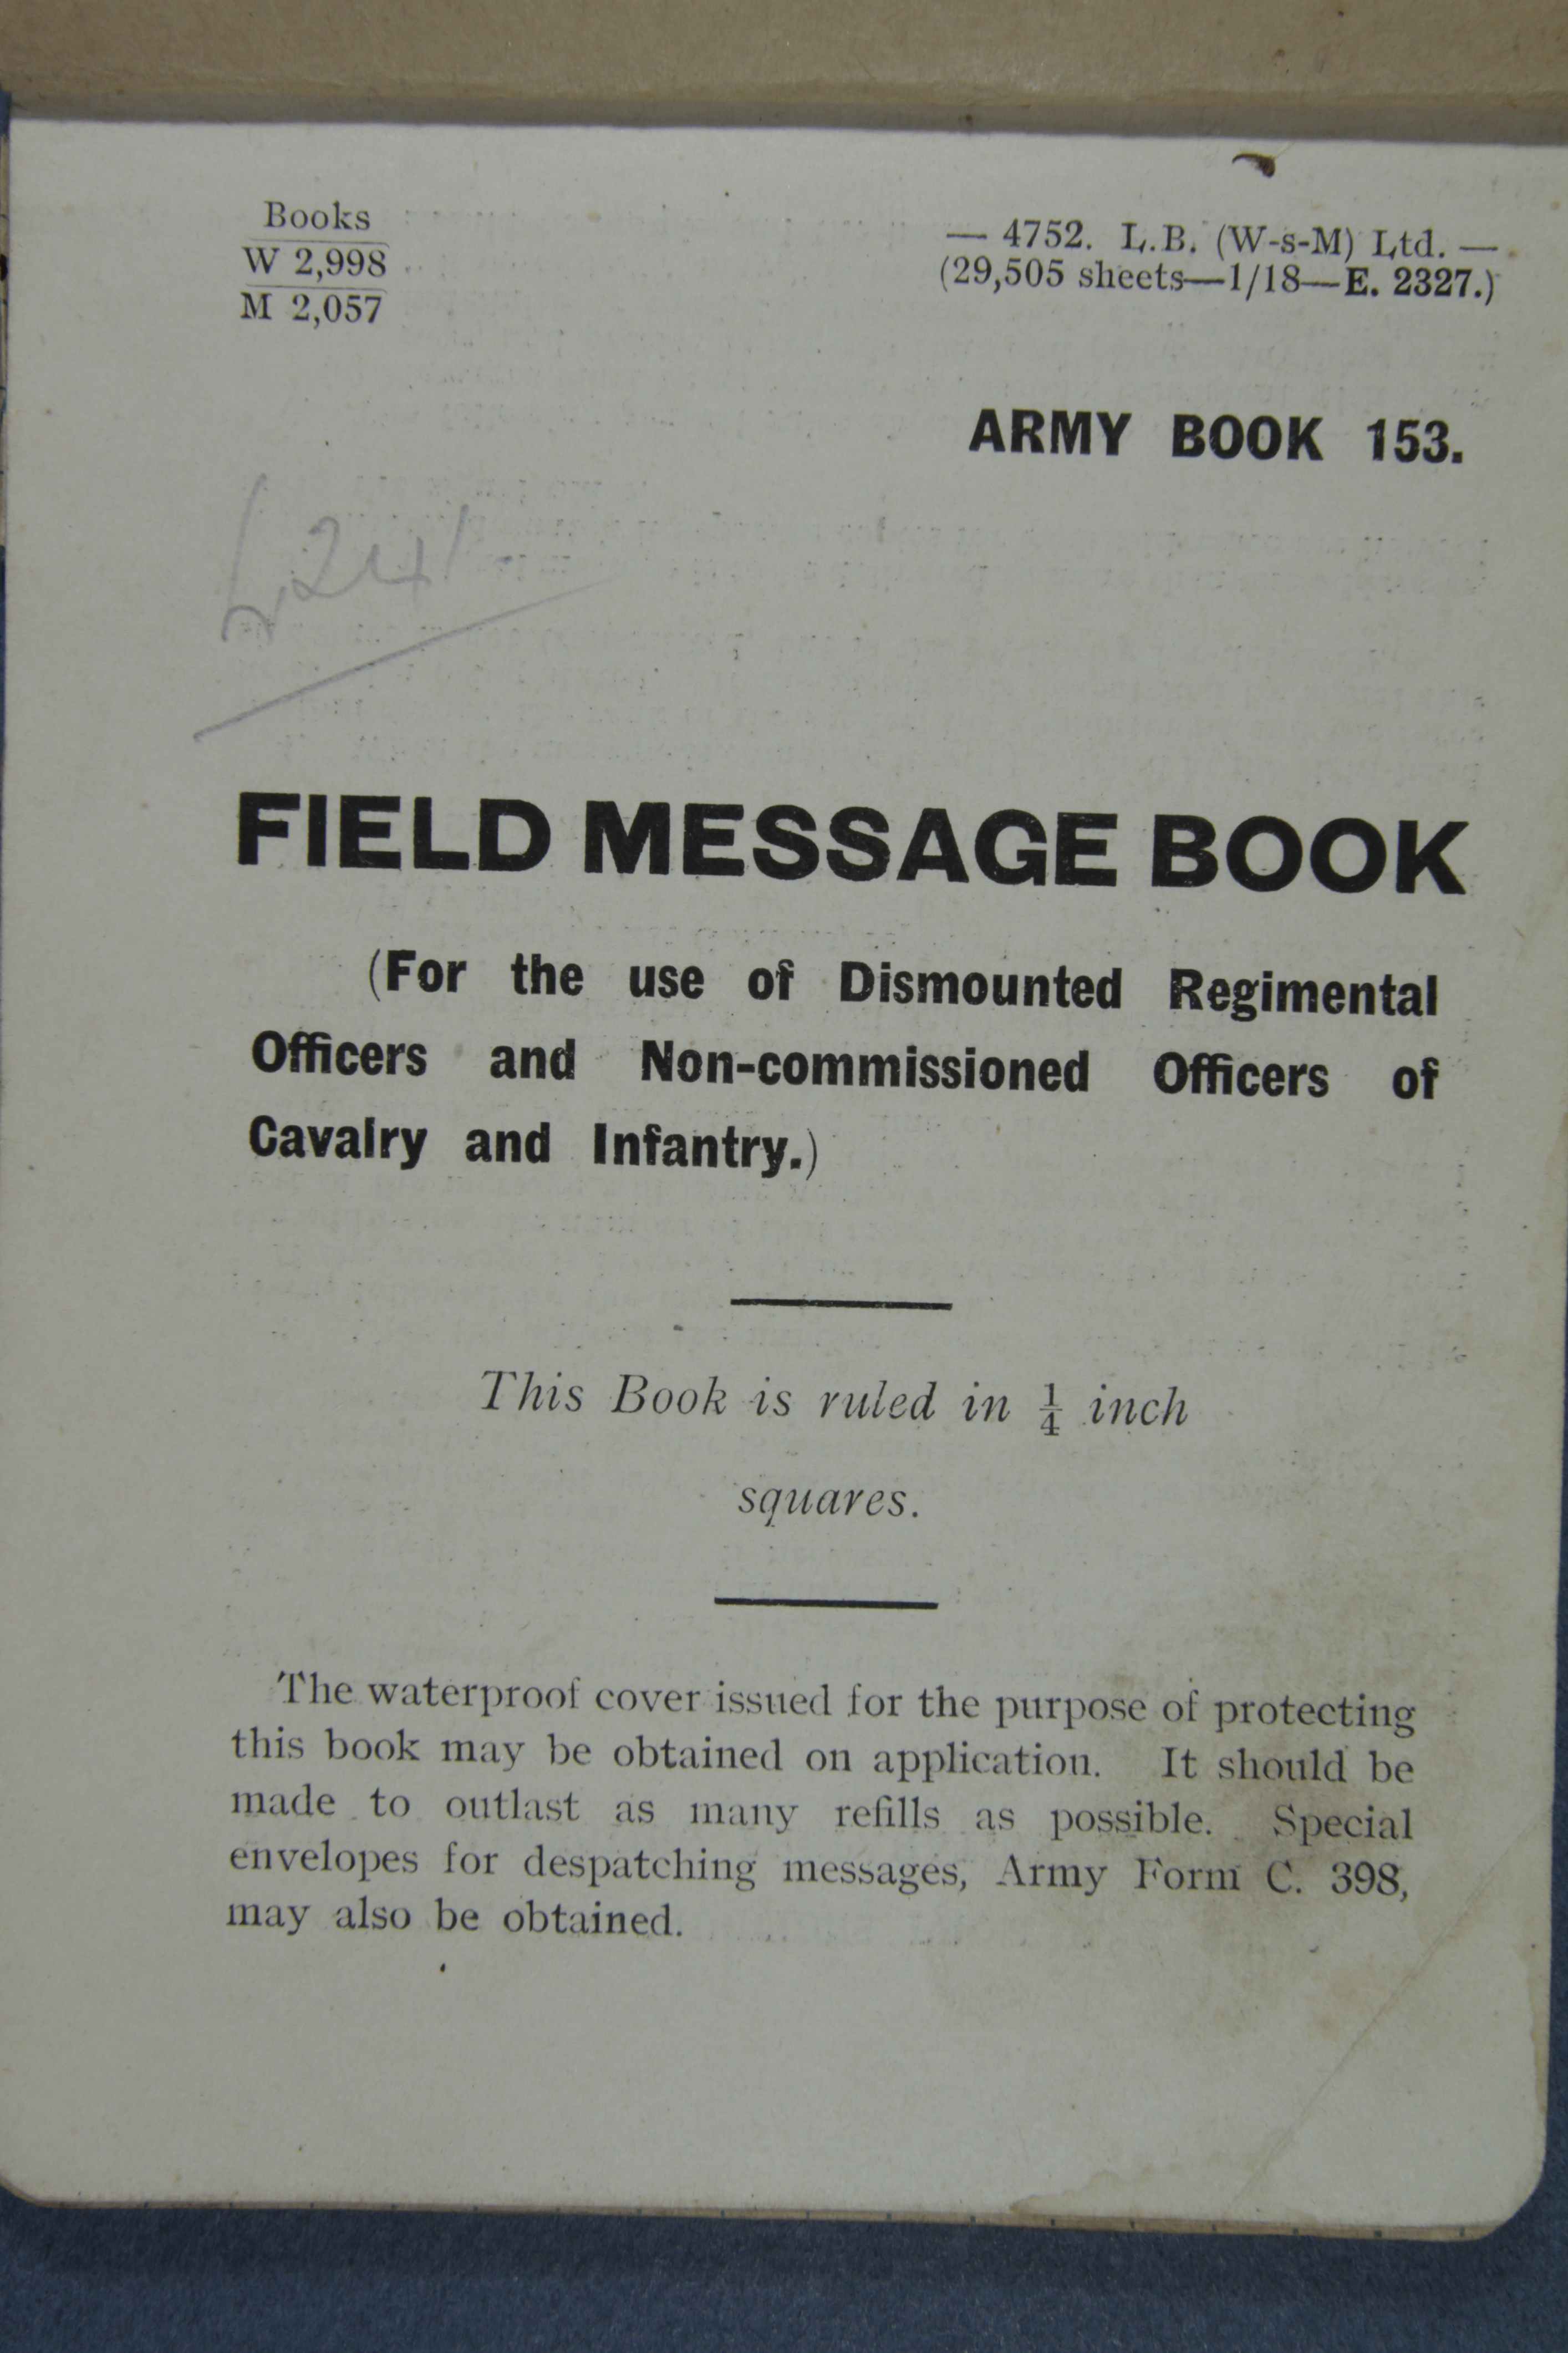 Books
W 2,998
M 2,057
— 4752. L.B. (W-s-M) Ltd. —
(29,505 sheets—1/18—E. 2327.)
ARMY BOOK 153.
FIELD MESSAGE BOOK
(For the use of Dismounted Regimental
Officers and Non-commissioned Officers of
Cavalry and Infantry.)
This Book is ruled in ¼ inch
squares.
The waterproof cover issued for the purpose of protecting
this book may be obtained on application. It should be
made to outlast as many refills as possible. Special
envelopes for despatching messages, Army Form C. 398,
may also be obtained.